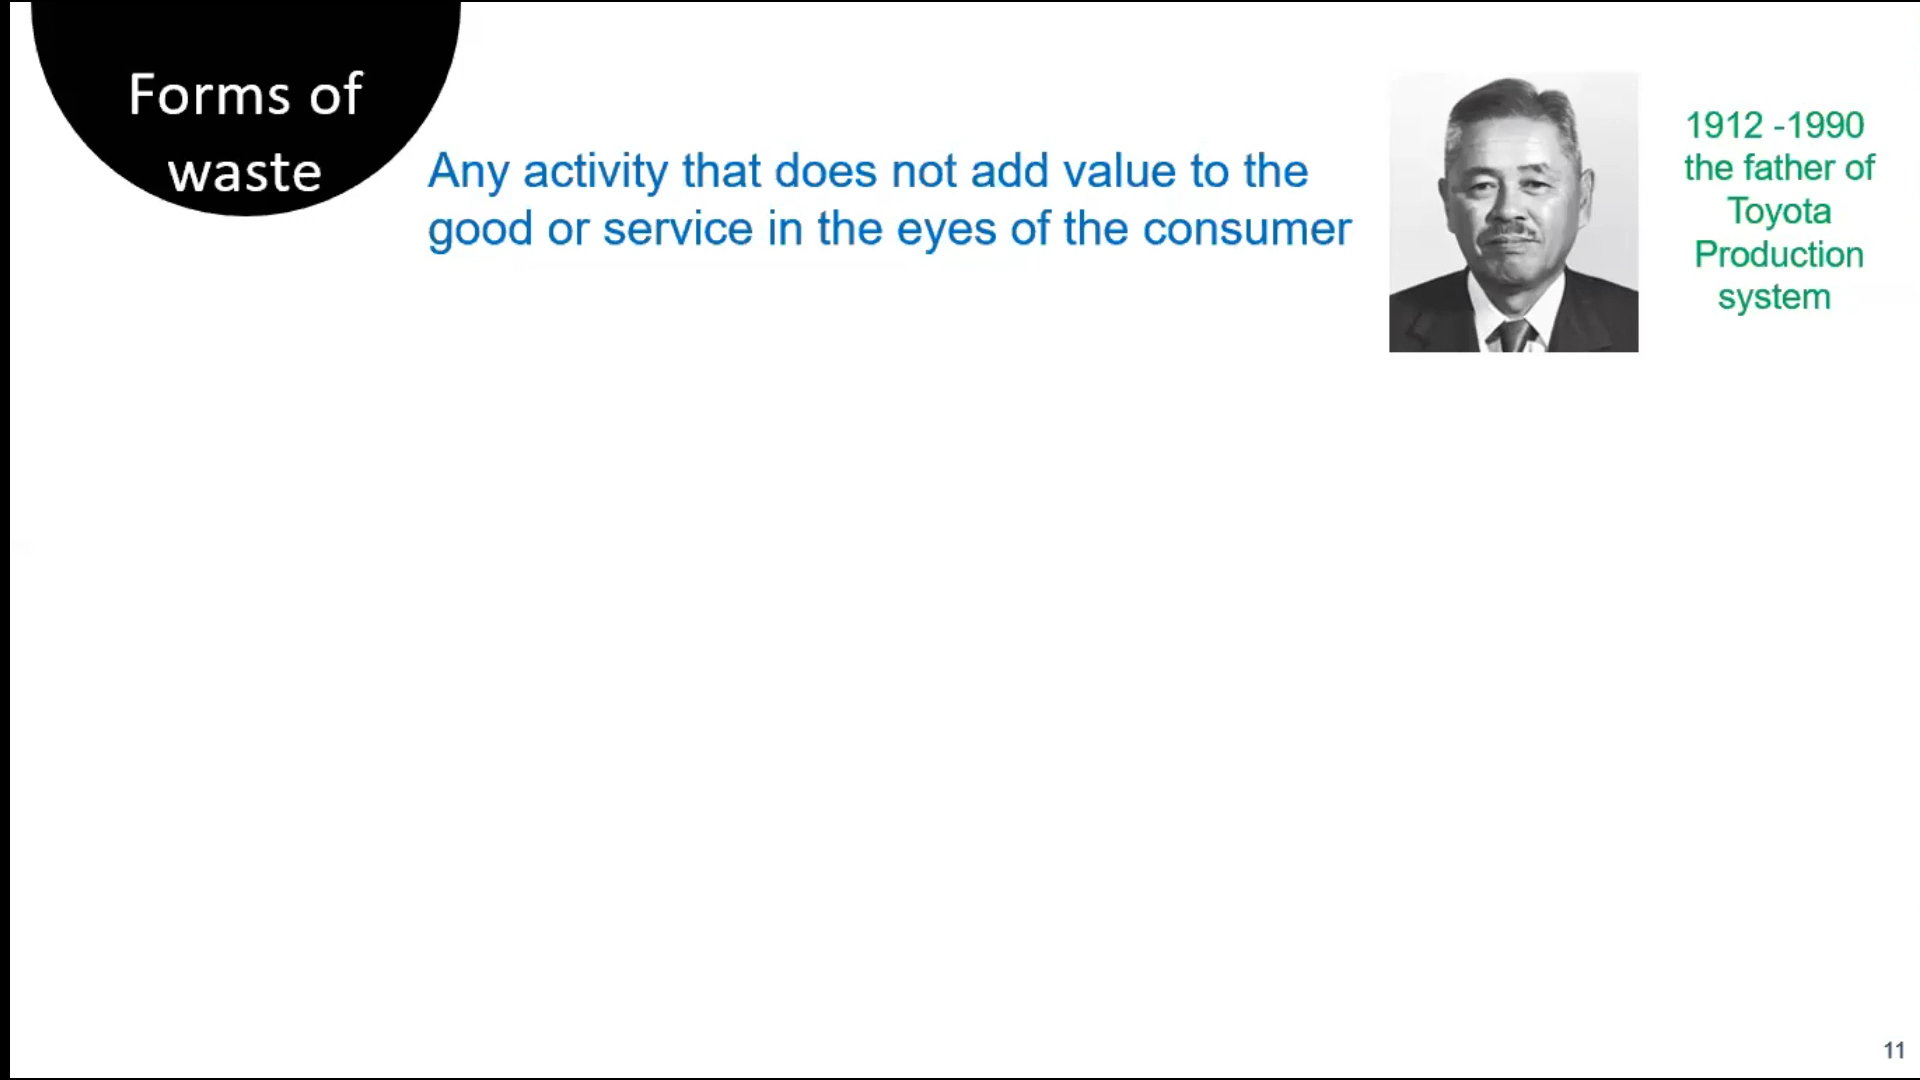 Forms of
waste
Any activity that does not add value to the
good or service in the eyes of the consumer
1912 -1990
the father of
Toyota
Production
system
11